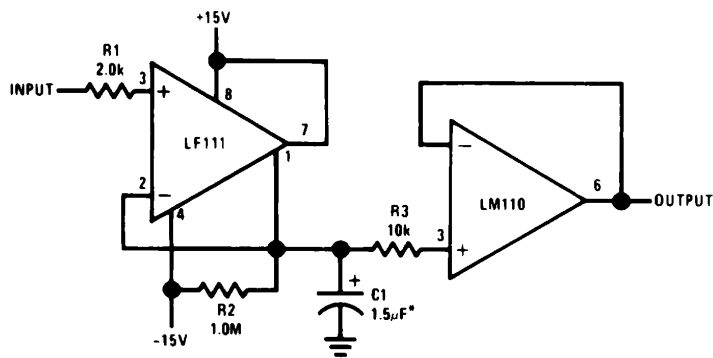 +15V
R1
2.0k
INPUT
3
+
8
LF111
7
1
2
−
4
R2
1.0M
-15V
+
C1
1.5μF*
R3
10k
3
+
−
LM110
6
OUTPUT